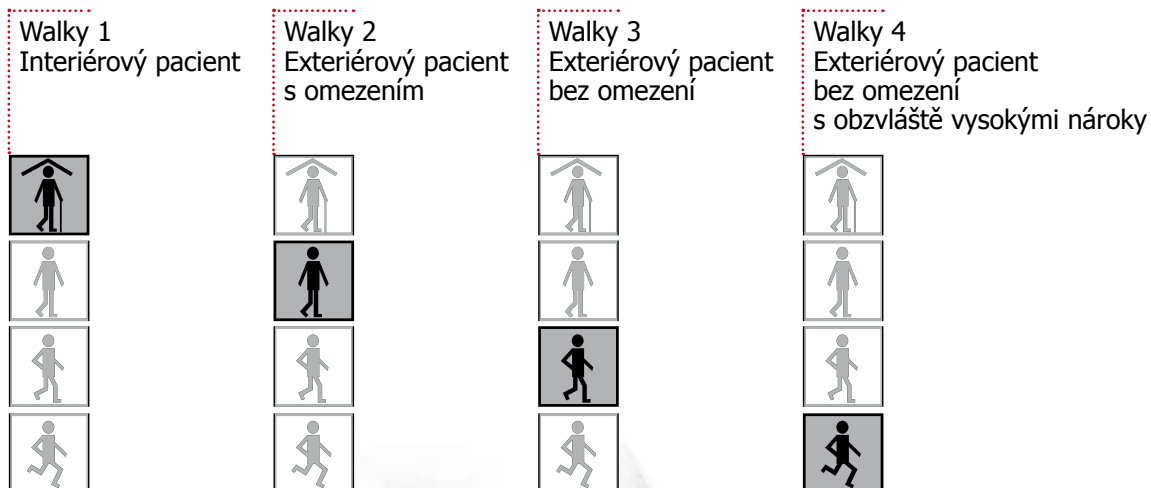 Walky 1
Interiérový pacient
Walky 2
Exteriérový pacient
s omezením
Walky 3
Exteriérový pacient
bez omezení
Walky 4
Exteriérový pacient
bez omezení
s obzvláště vysokými nároky